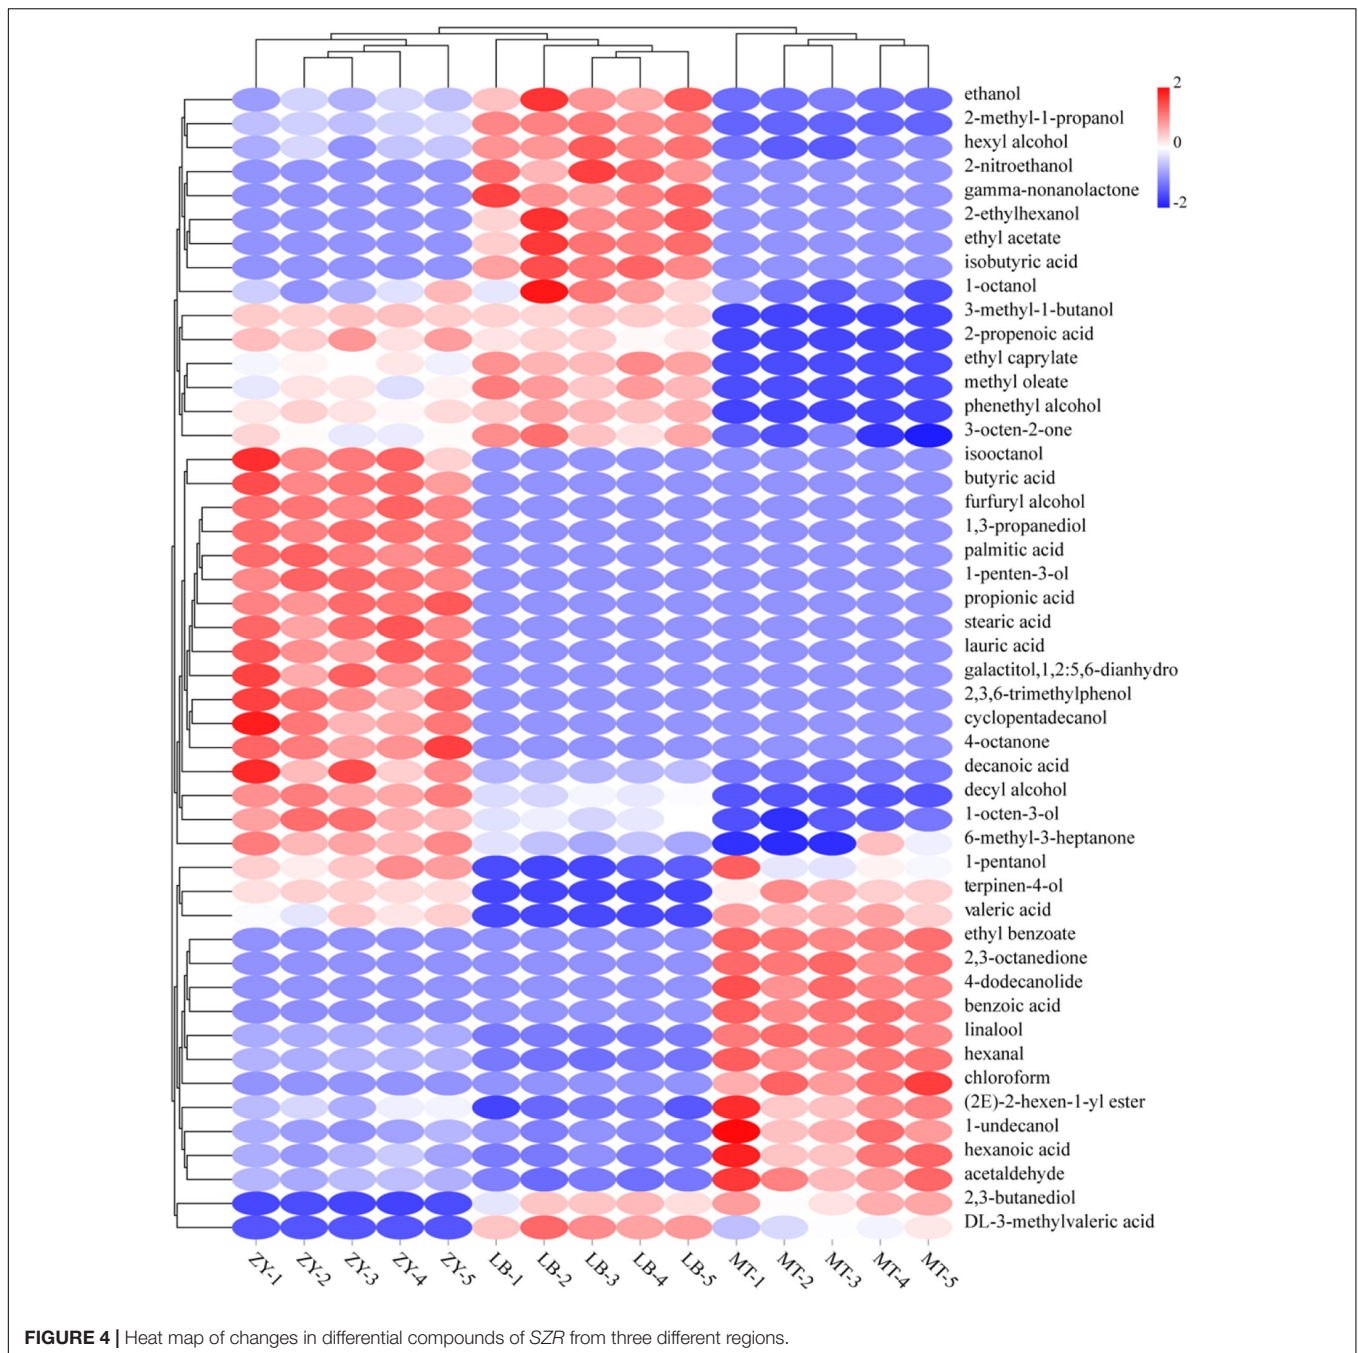 2
0
-2
ethanol
2-methyl-1-propanol
hexyl alcohol
2-nitroethanol
gamma-nonanolactone
2-ethylhexanol
ethyl acetate
isobutyric acid
1-octanol
3-methyl-1-butanol
2-propenoic acid
ethyl caprylate
methyl oleate
phenethyl alcohol
3-octen-2-one
isooctanol
butyric acid
furfuryl alcohol
1,3-propanediol
palmitic acid
1-penten-3-ol
propionic acid
stearic acid
lauric acid
galactitol,1,2:5,6-dianhydro
2,3,6-trimethylphenol
cyclopentadecanol
4-octanone
decanoic acid
decyl alcohol
1-octen-3-ol
6-methyl-3-heptanone
1-pentanol
terpinen-4-ol
valeric acid
ethyl benzoate
2,3-octanedione
4-dodecanolide
benzoic acid
linalool
hexanal
chloroform
(2E)-2-hexen-1-yl ester
1-undecanol
hexanoic acid
acetaldehyde
2,3-butanediol
DL-3-methylvaleric acid
ZY-1 ZY-2 ZY-3 ZY-4 ZY-5 LB-1 LB-2 LB-3 LB-4 LB-5 MT-1 MT-2 MT-3 MT-4 MT-5
FIGURE 4 | Heat map of changes in differential compounds of SZR from three different regions.